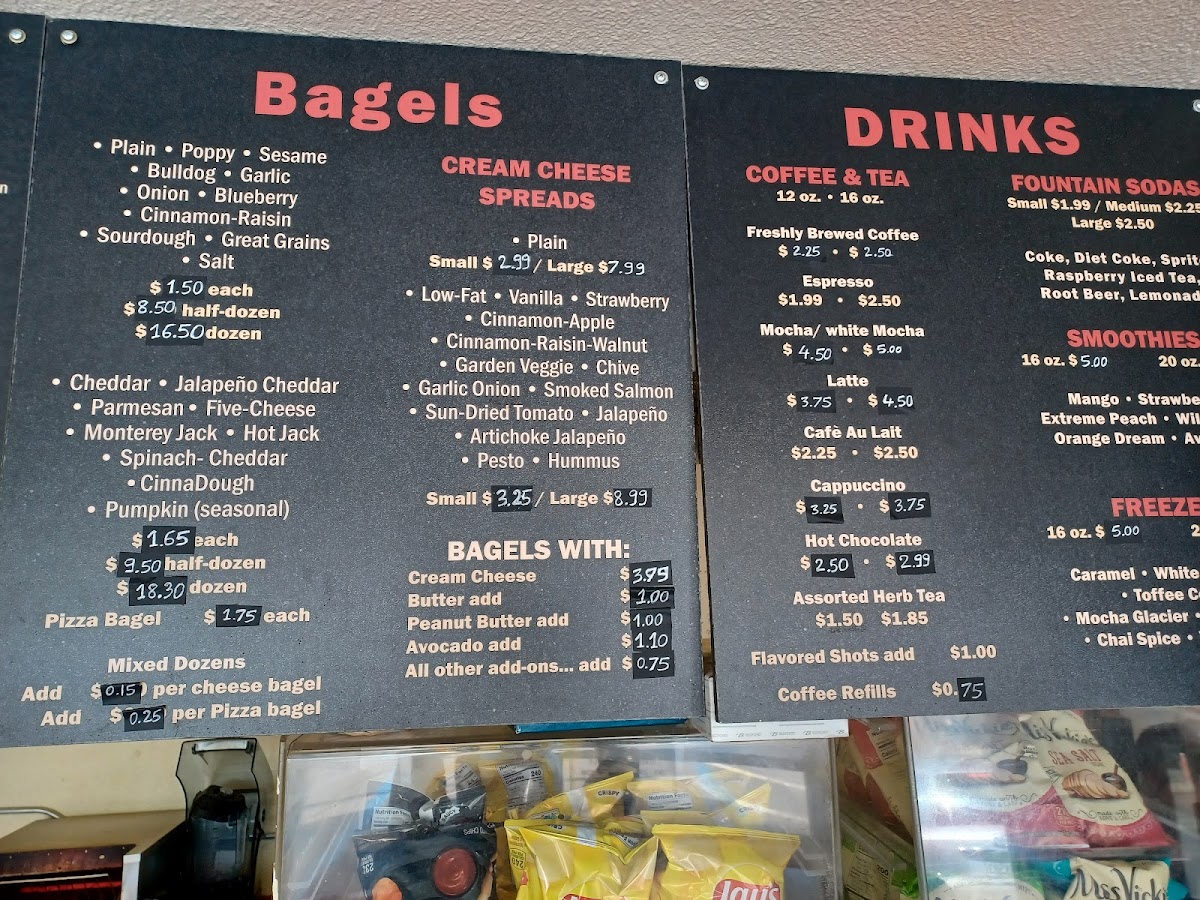 Bagels
• Plain • Poppy • Sesame
• Bulldog • Garlic
• Onion • Blueberry
• Cinnamon-Raisin
• Sourdough • Great Grains
• Salt
$1.50 each
$8.50 half-dozen
$16.50 dozen
• Cheddar • Jalapeño Cheddar
• Parmesan • Five-Cheese
• Monterey Jack • Hot Jack
• Spinach- Cheddar
• CinnaDough
• Pumpkin (seasonal)
$1.65 each
$9.50 half-dozen
$18.30 dozen
Pizza Bagel $1.75 each
Mixed Dozens
Add $0.15 per cheese bagel
Add $0.25 per Pizza bagel
CREAM CHEESE
SPREADS
• Plain
Small $2.99 / Large $7.99
• Low-Fat • Vanilla • Strawberry
• Cinnamon-Apple
• Cinnamon-Raisin-Walnut
• Garden Veggie • Chive
• Garlic Onion • Smoked Salmon
• Sun-Dried Tomato • Jalapeño
• Artichoke Jalapeño
• Pesto • Hummus
Small $3.25 / Large $8.99
BAGELS WITH:
Cream Cheese $3.79
Butter add $1.00
Peanut Butter add $1.00
Avocado add $1.10
All other add-ons... add $0.75
DRINKS
COFFEE & TEA
12 oz. • 16 oz.
Freshly Brewed Coffee
$2.25 • $2.50
Espresso
$1.99 • $2.50
Mocha/ white Mocha
$4.50 • $5.00
Latte
$3.75 • $4.50
Cafè Au Lait
$2.25 • $2.50
Cappuccino
$3.25 • $3.75
Hot Chocolate
$2.50 • $2.99
Assorted Herb Tea
$1.50 $1.85
Flavored Shots add $1.00
Coffee Refills $0.75
FOUNTAIN SODAS
Small $1.99 / Medium $2.25
Large $2.50
Coke, Diet Coke, Sprite
Raspberry Iced Tea,
Root Beer, Lemonad
SMOOTHIES
16 oz. $5.00 20 oz.
Mango • Strawbe
Extreme Peach • Wil
Orange Dream • Av
FREEZE
16 oz. $5.00 2
Caramel • White
• Toffee Co
• Mocha Glacier •
• Chai Spice •
Nutrition
240
CRISPY
Lay's
SEA SALT
Miss Vicki